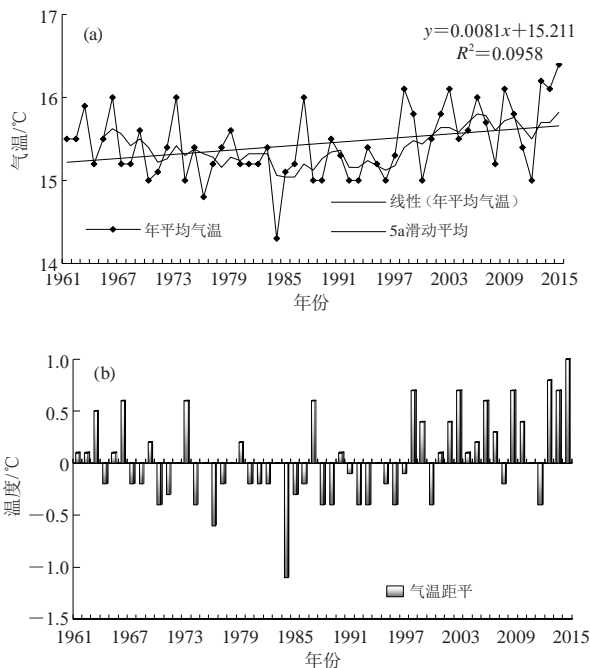 17
(a)
y=0.0081x+15.211
R²=0.0958
16
气温/℃
15
线性（年平均气温）
年平均气温
5a滑动平均
14
1961 1967 1973 1979 1985 1991 1997 2003 2009 2015
年份
1.0
(b)
0.5
0
温度/℃
−0.5
−1.0
气温距平
−1.5
1961 1967 1973 1979 1985 1991 1997 2003 2009 2015
年份